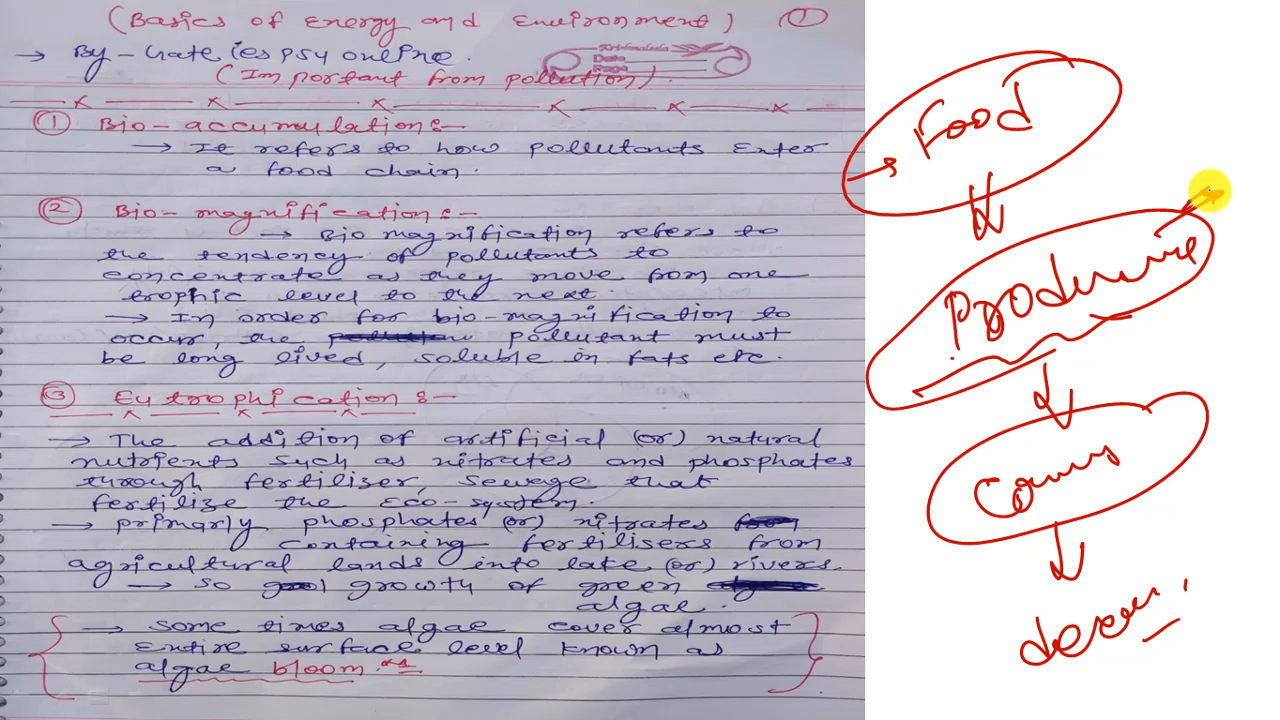 (Basics of Energy and Environment) 1
→ By - Gate ies psy online.
Krishnaleela
Date
Page
(Important from pollution).
① Bio-accumulation:-
→ It refers to how pollutants enter
a food chain.
② Bio-magnification:-
→ Bio magnification refers to
the tendency of pollutants to
concentrate as they move from one
trophic level to the next.
→ In order for bio-magnification to
occur, the pollutant must
be long lived, soluble in fats etc.
③ Eutrophication:-
→ The addition of artificial (or) natural
nutrients such as nitrates and phosphates
through fertiliser, sewage that
fertilize the Eco-system.
→ primarly phosphates (or) nitrates
containing fertilisers from
agricultural lands into late (or) rivers.
→ so growty of green
algae.
→ some times algae cover almost
entire surface level known as
algae bloom
Food